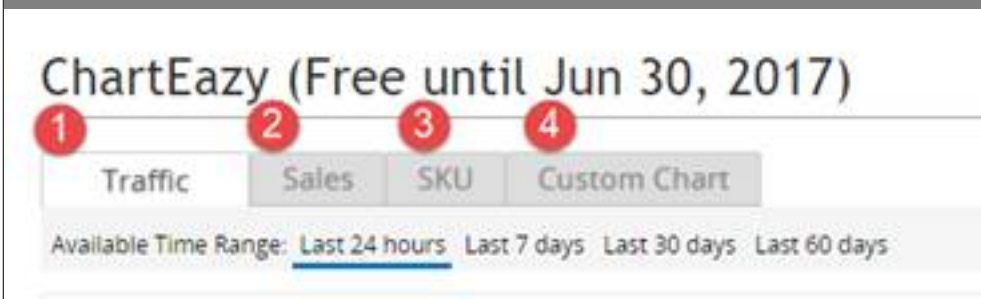 ChartEazy (Free until Jun 30, 2017)
1 2 3 4
Traffic Sales SKU Custom Chart
Available Time Range: Last 24 hours Last 7 days Last 30 days Last 60 days